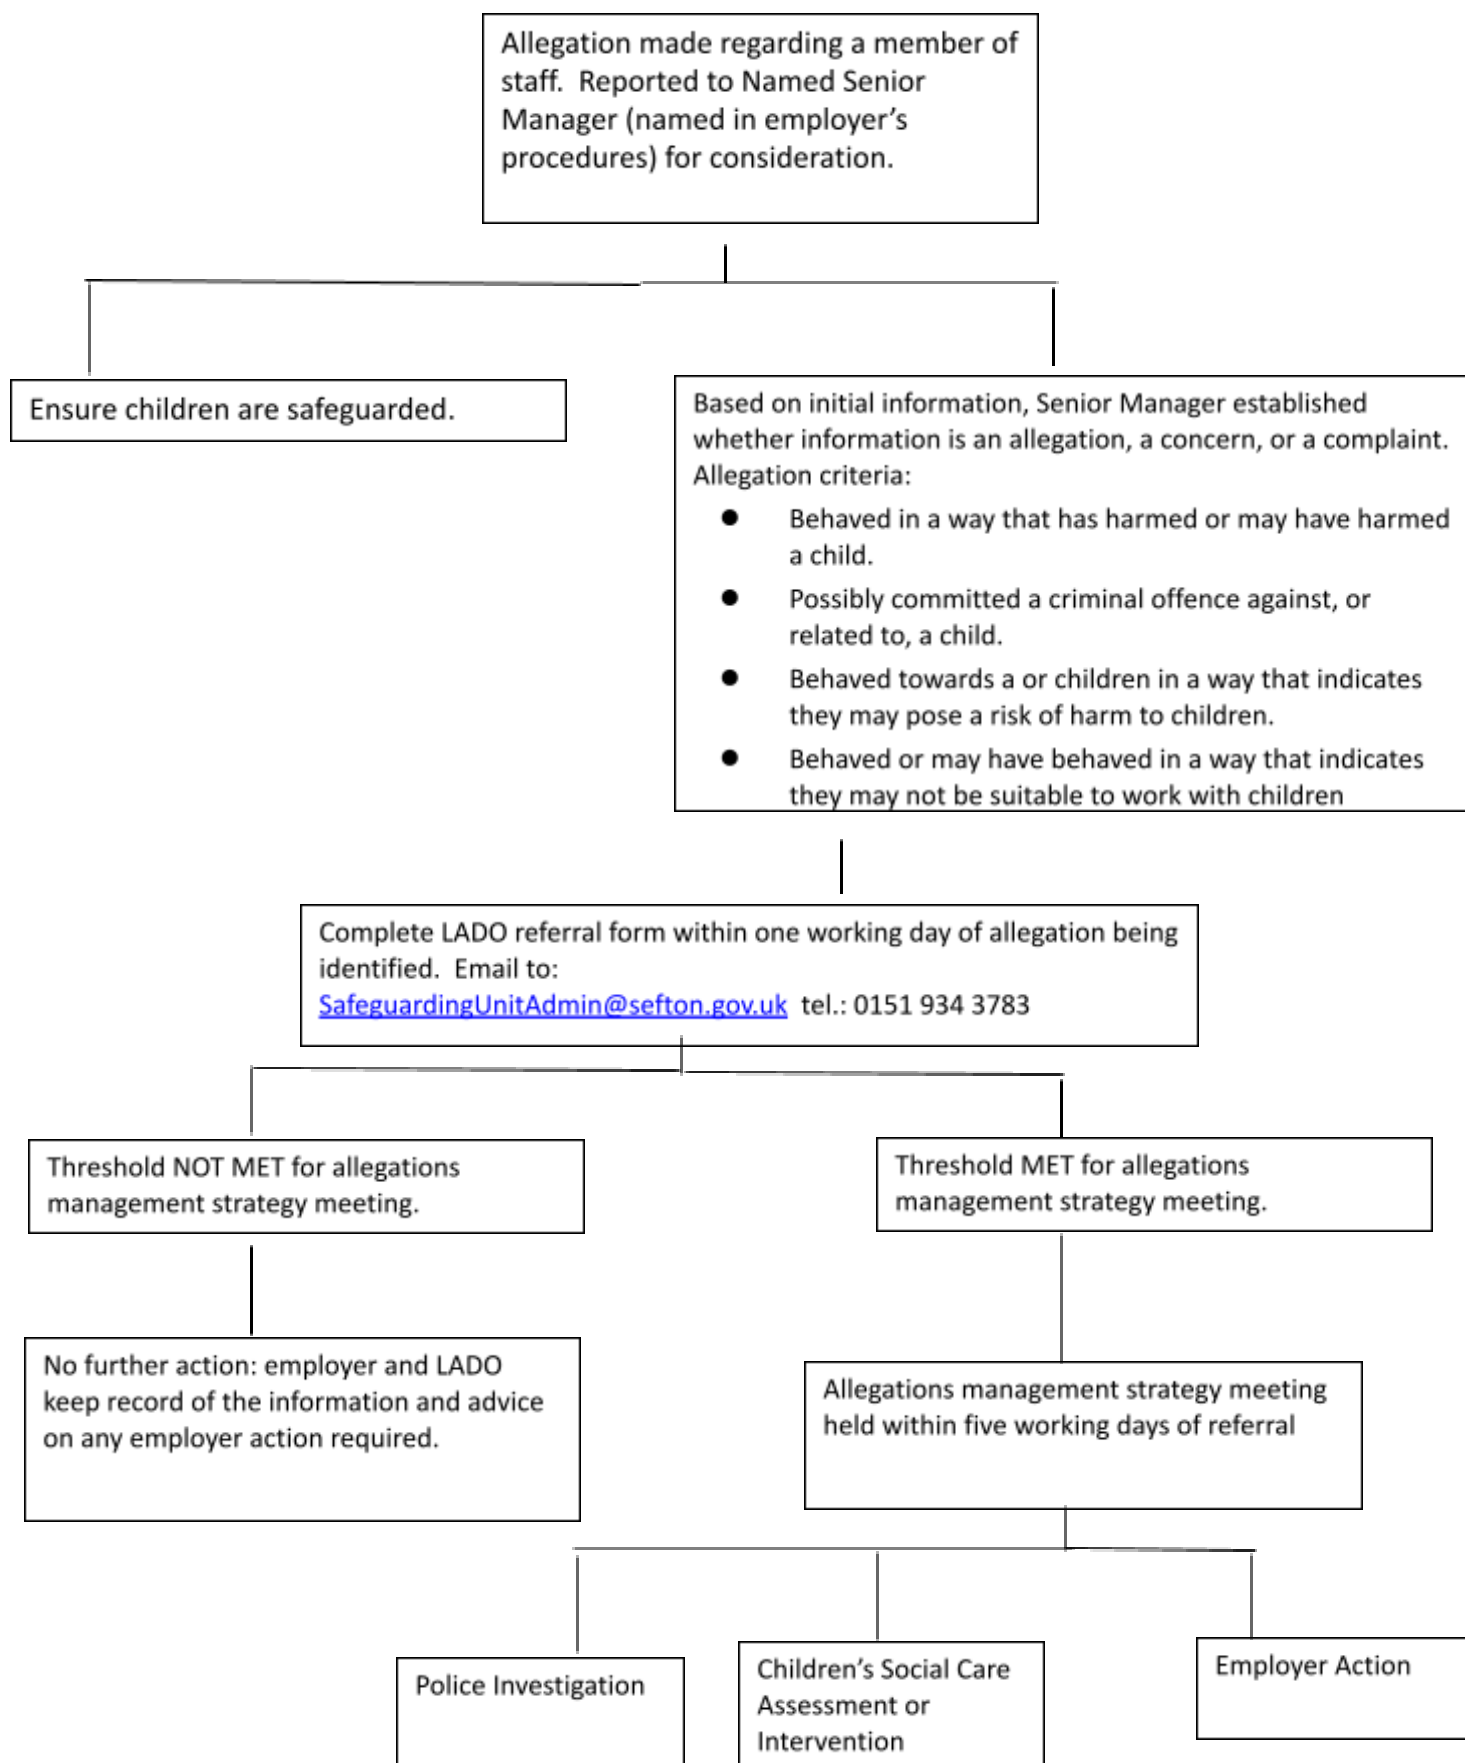 Allegation made regarding a member of
staff.  Reported to Named Senior
Manager (named in employer’s
procedures) for consideration.
Ensure children are safeguarded.
Based on initial information, Senior Manager established
whether information is an allegation, a concern, or a complaint.
Allegation criteria:
● Behaved in a way that has harmed or may have harmed
a child.
● Possibly committed a criminal offence against, or
related to, a child.
● Behaved towards a or children in a way that indicates
they may pose a risk of harm to children.
● Behaved or may have behaved in a way that indicates
they may not be suitable to work with children
Complete LADO referral form within one working day of allegation being
identified.  Email to:
SafeguardingUnitAdmin@sefton.gov.uk  tel.: 0151 934 3783
Threshold NOT MET for allegations
management strategy meeting.
Threshold MET for allegations
management strategy meeting.
No further action: employer and LADO
keep record of the information and advice
on any employer action required.
Allegations management strategy meeting
held within five working days of referral
Police Investigation
Children’s Social Care
Assessment or
Intervention
Employer Action